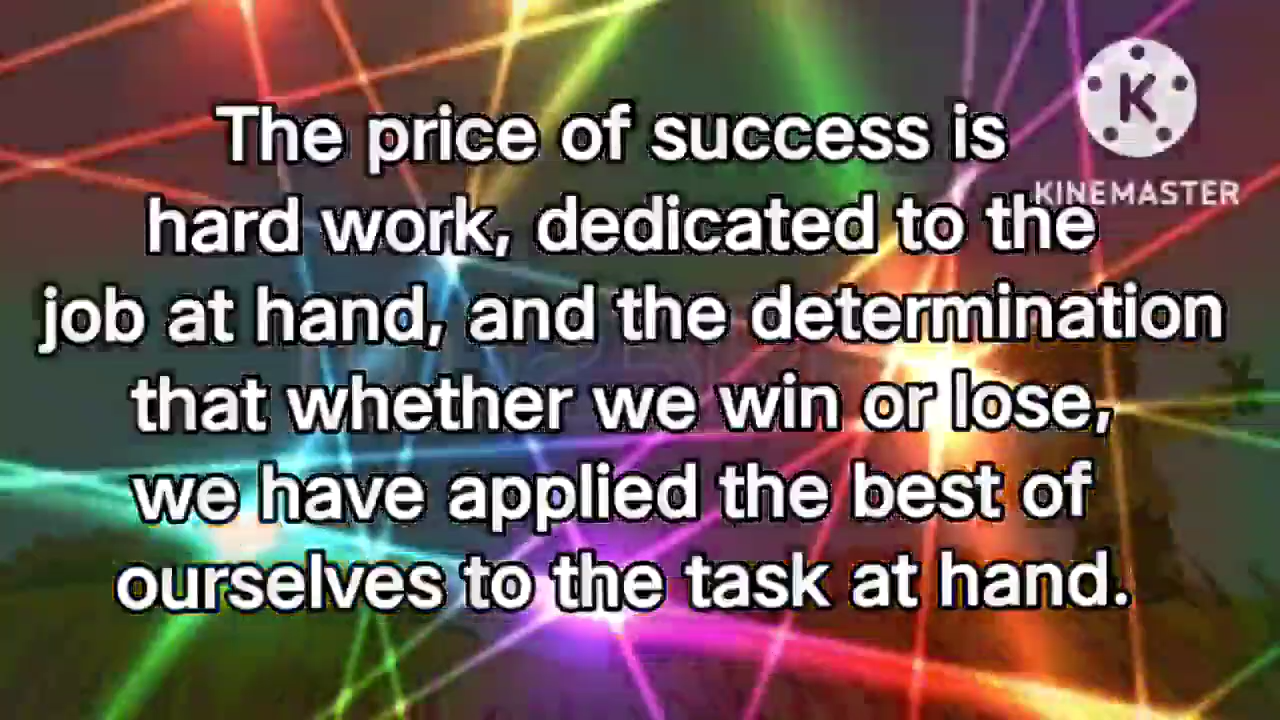 The price of success is
hard work, dedicated to the
job at hand, and the determination
that whether we win or lose,
we have applied the best of
ourselves to the task at hand.
K
KINEMASTER